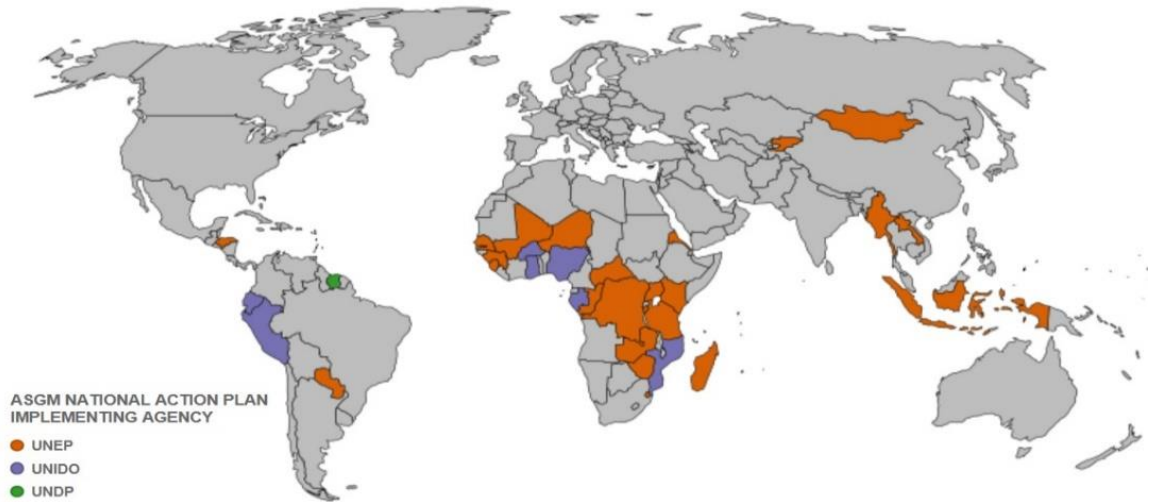 ASGM NATIONAL ACTION PLAN
IMPLEMENTING AGENCY
UNEP
UNIDO
UNDP